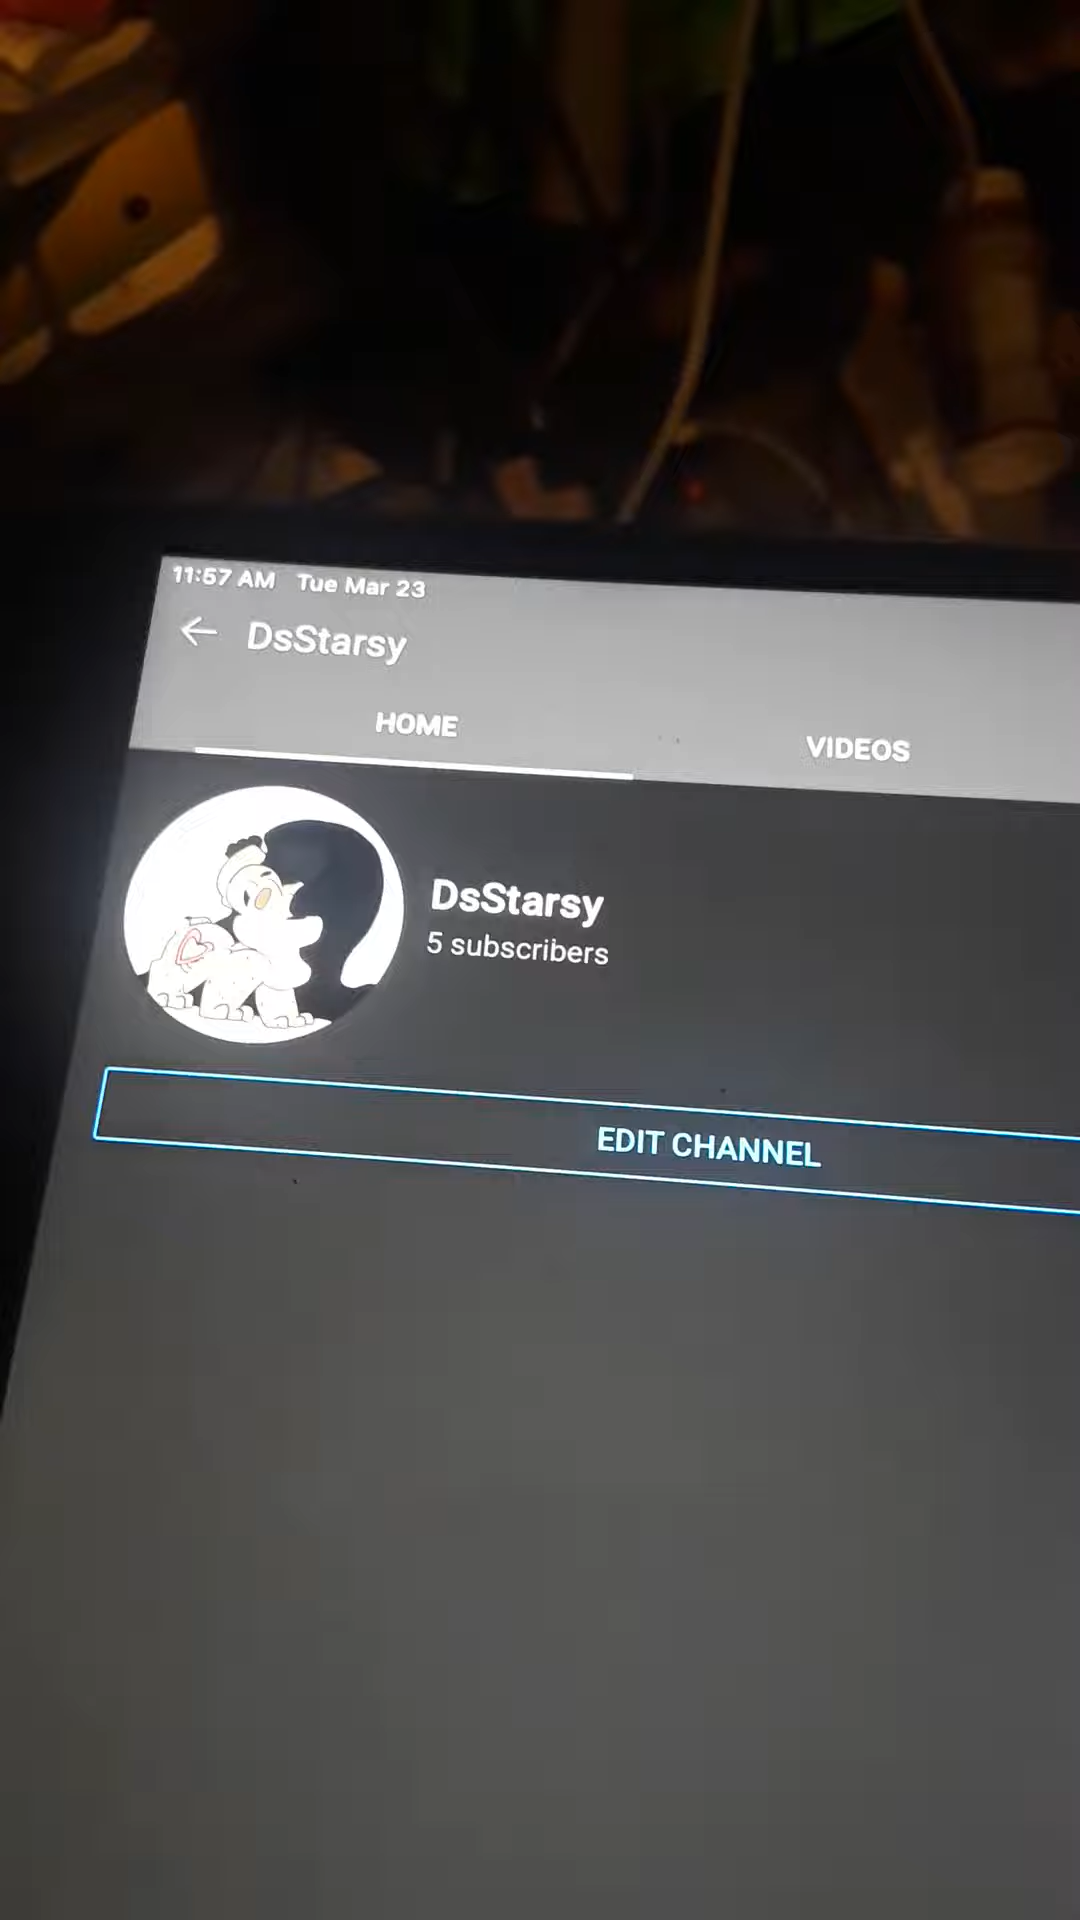 11:57 AM Tue Mar 23
DsStarsy
HOME
VIDEOS
DsStarsy
5 subscribers
EDIT CHANNEL